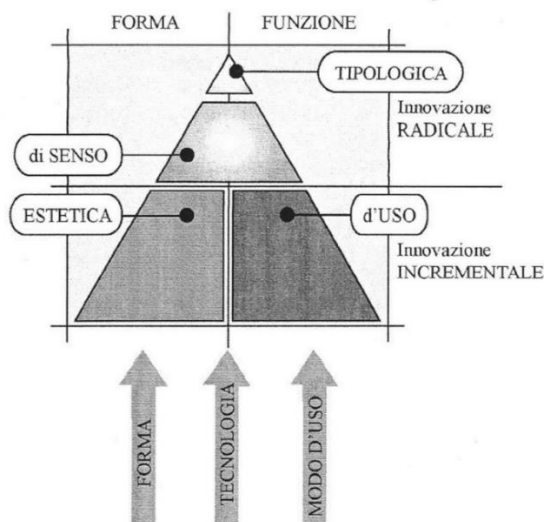 FORMA
FUNZIONE
TIPOLOGICA
Innovazione
RADICALE
di SENSO
ESTETICA
d'USO
Innovazione
INCREMENTALE
FORMA
TECNOLOGIA
MODO D'USO